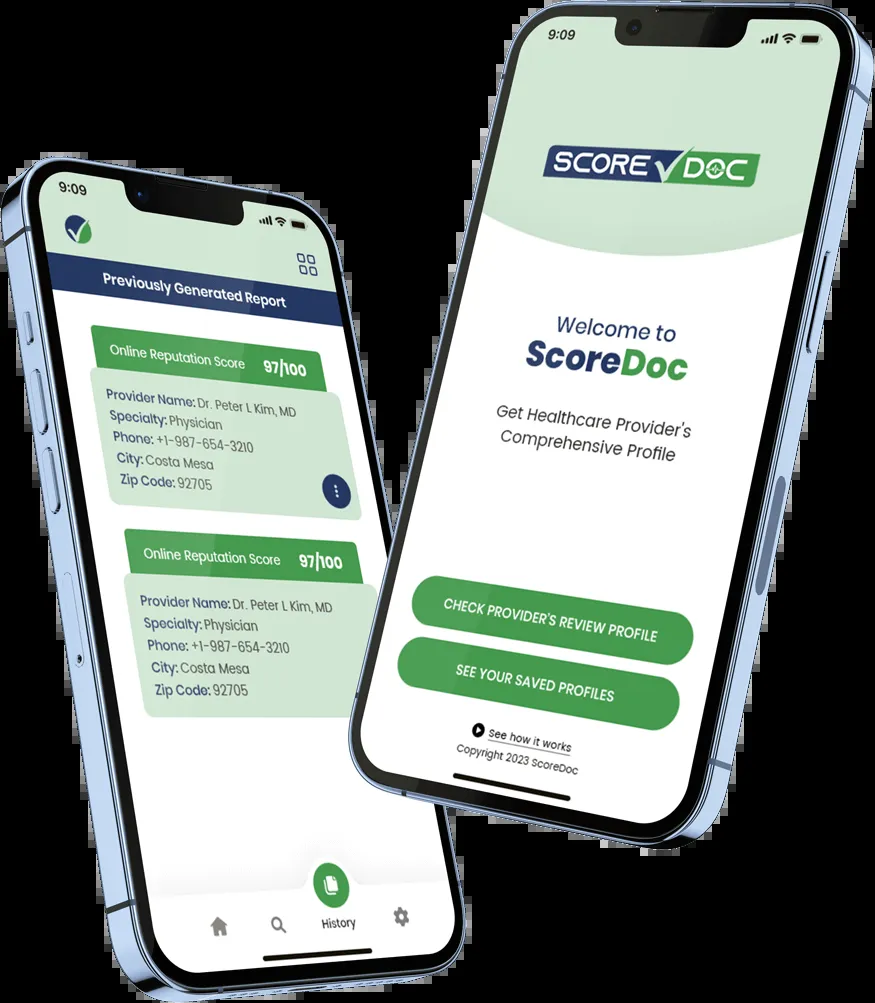 9:09
Previously Generated Report
Online Reputation Score 97/100
Provider Name: Dr. Peter L Kim, MD
Specialty: Physician
Phone: +1-987-654-3210
City: Costa Mesa
Zip Code: 92705
Online Reputation Score 97/100
Provider Name: Dr. Peter L Kim, MD
Specialty: Physician
Phone: +1-987-654-3210
City: Costa Mesa
Zip Code: 92705
History
9:09
SCORE DOC
Welcome to
ScoreDoc
Get Healthcare Provider's
Comprehensive Profile
CHECK PROVIDER'S REVIEW PROFILE
SEE YOUR SAVED PROFILES
See how it works
Copyright 2023 ScoreDoc